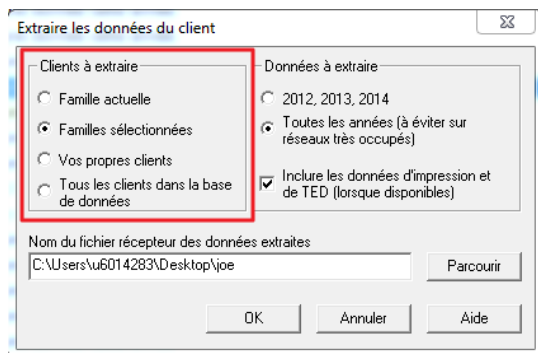 Extraire les données du client
Clients à extraire
Famille actuelle
Familles sélectionnées
Vos propres clients
Tous les clients dans la base
de données
Données à extraire
2012, 2013, 2014
Toutes les années (à éviter sur
réseaux très occupés)
Inclure les données d'impression et
de TED (lorsque disponibles)
Nom du fichier récepteur des données extraites
C:\Users\u6014283\Desktop\joe
Parcourir
OK
Annuler
Aide